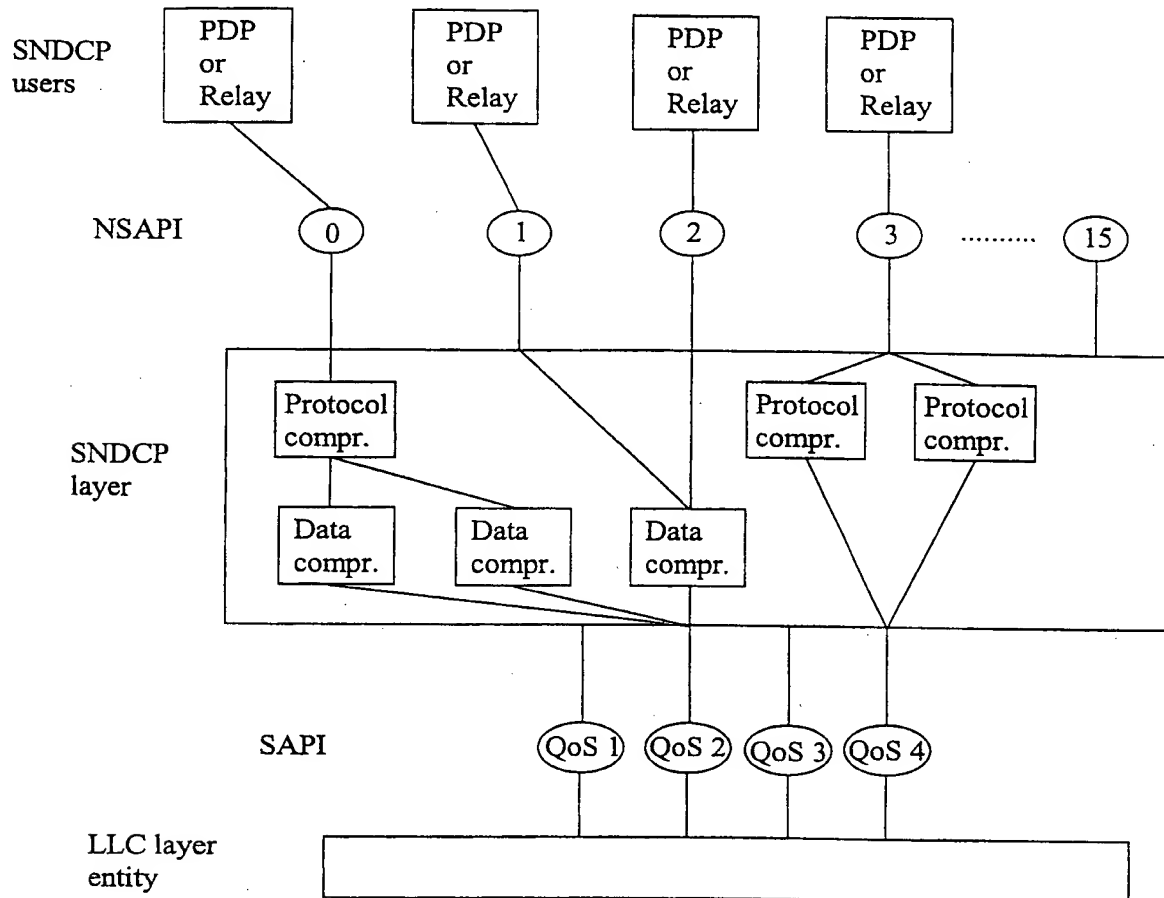 SNDCP
users
PDP
or
Relay
PDP
or
Relay
PDP
or
Relay
PDP
or
Relay
NSAPI
0
1
2
3
..........
15
SNDCP
layer
Protocol
compr.
Protocol
compr.
Protocol
compr.
Data
compr.
Data
compr.
Data
compr.
SAPI
QoS 1
QoS 2
QoS 3
QoS 4
LLC layer
entity